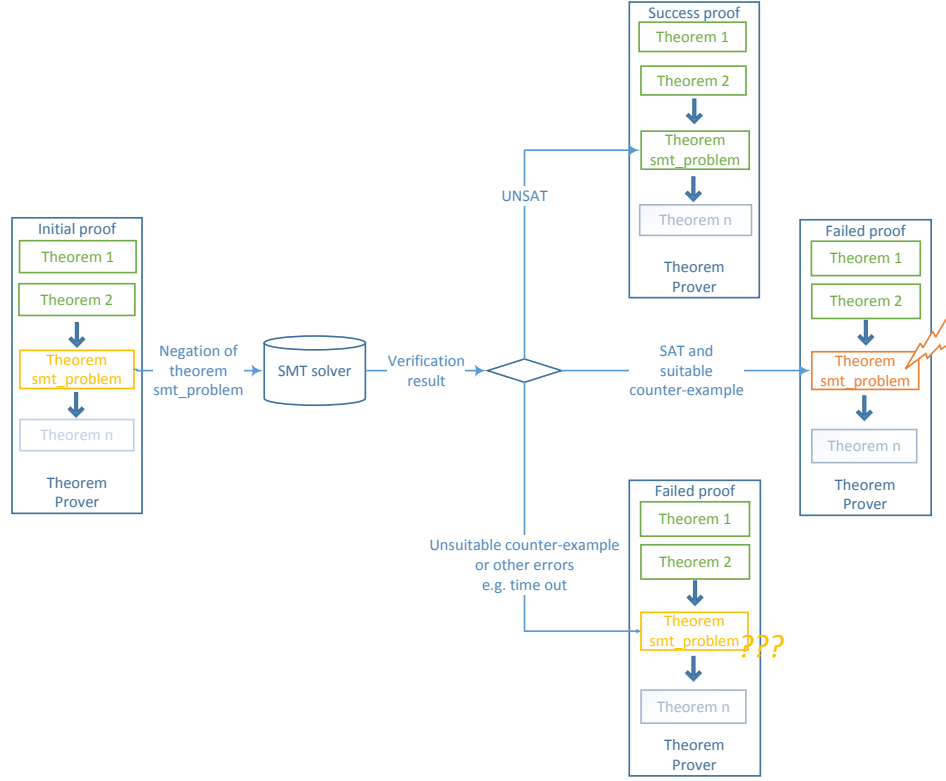 Initial proof
Theorem 1
Theorem 2
Theorem
smt_problem
Theorem n
Theorem
Prover
Negation of
theorem
smt_problem
SMT solver
Verification
result
UNSAT
Success proof
Theorem 1
Theorem 2
Theorem
smt_problem
Theorem n
Theorem
Prover
SAT and
suitable
counter-example
Failed proof
Theorem 1
Theorem 2
Theorem
smt_problem
Theorem n
Theorem
Prover
Unsuitable counter-example
or other errors
e.g. time out
Failed proof
Theorem 1
Theorem 2
Theorem
smt_problem
???
Theorem n
Theorem
Prover